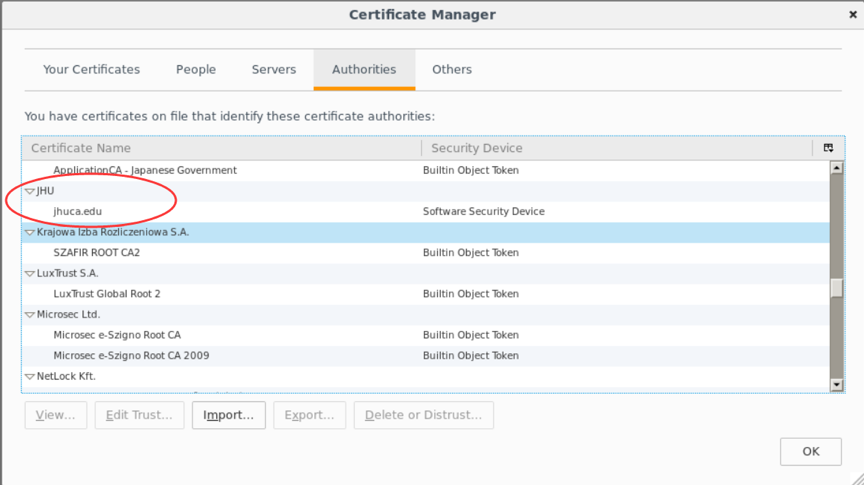 Certificate Manager
Your Certificates People Servers Authorities Others
You have certificates on file that identify these certificate authorities:
Certificate Name Security Device
ApplicationCA - Japanese Government Builtin Object Token
JHU
jhuca.edu Software Security Device
Krajowa Izba Rozliczeniowa S.A.
SZAFIR ROOT CA2 Builtin Object Token
LuxTrust S.A.
LuxTrust Global Root 2 Builtin Object Token
Microsec Ltd.
Microsec e-Szigno Root CA Builtin Object Token
Microsec e-Szigno Root CA 2009 Builtin Object Token
NetLock Kft.
View... Edit Trust... Import... Export... Delete or Distrust...
OK